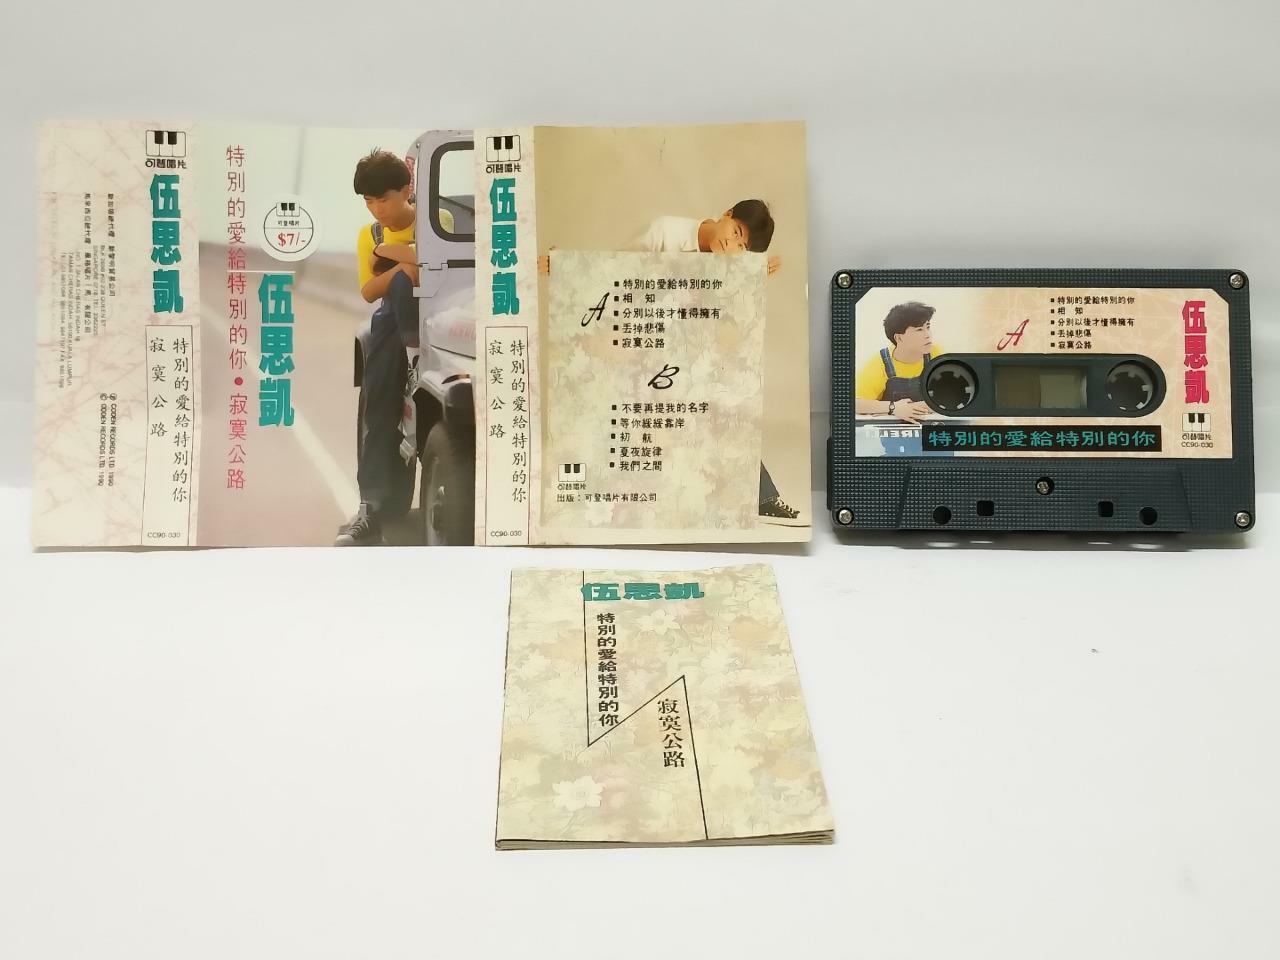 可登唱片
伍思凱
特別的愛給特別的你
寂寞公路
CC90-030
Ⓟ CODEN RECORDS LTD. 1990
© CODEN RECORDS LTD. 1990
特別的愛給特別的你•寂寞公路
可登唱片
$7/-
伍思凱
可登唱片
伍思凱
特別的愛給特別的你
寂寞公路
CC90-030
A
特別的愛給特別的你
相 知
分別以後才懂得擁有
丟掉悲傷
寂寞公路
B
不要再提我的名字
等你緩緩靠岸
初 航
夏夜旋律
我們之間
可登唱片
出版：可登唱片有限公司
A
特別的愛給特別的你
相 知
分別以後才懂得擁有
丟掉悲傷
寂寞公路
伍思凱
可登唱片
CC90-030
特別的愛給特別的你
伍思凱
特別的愛給特別的你
寂寞公路